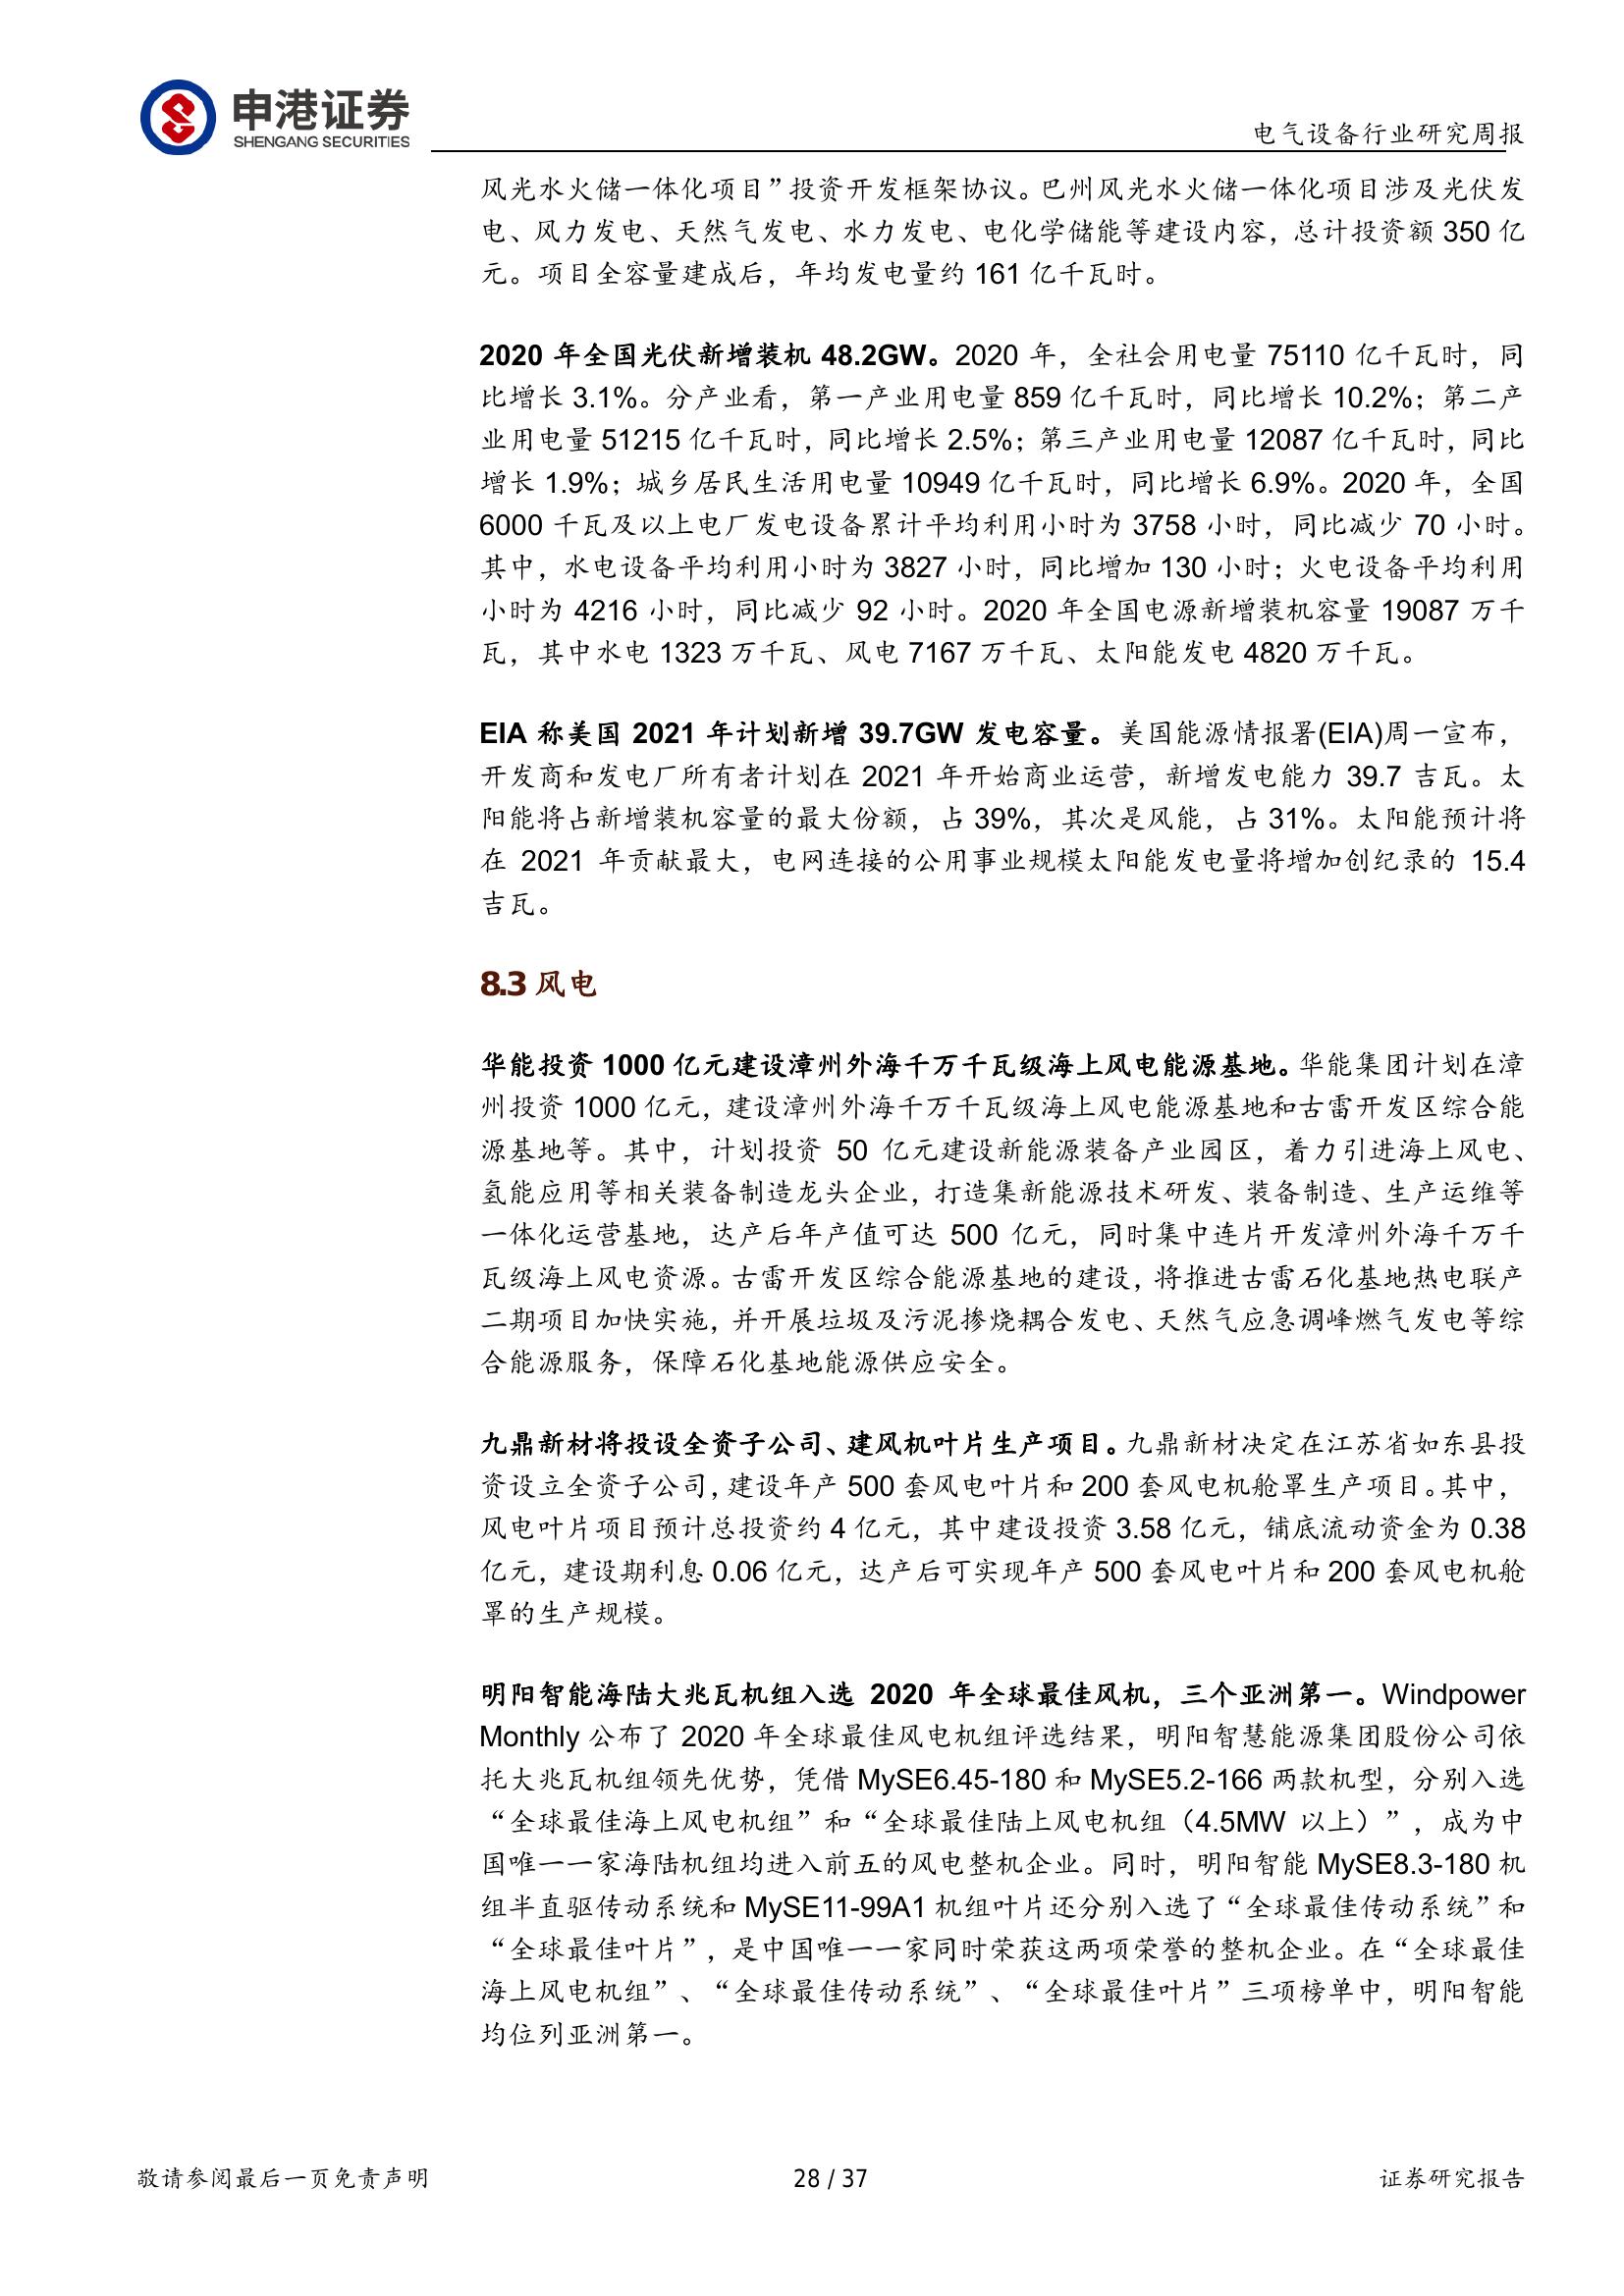 申港证券
SHENGANG SECURITIES
电气设备行业研究周报
风光水火储一体化项目”投资开发框架协议。巴州风光水火储一体化项目涉及光伏发
电、风力发电、天然气发电、水力发电、电化学储能等建设内容，总计投资额 350 亿
元。项目全容量建成后，年均发电量约 161 亿千瓦时。
2020 年全国光伏新增装机 48.2GW。2020 年，全社会用电量 75110 亿千瓦时，同
比增长 3.1%。分产业看，第一产业用电量 859 亿千瓦时，同比增长 10.2%；第二产
业用电量 51215 亿千瓦时，同比增长 2.5%；第三产业用电量 12087 亿千瓦时，同比
增长 1.9%；城乡居民生活用电量 10949 亿千瓦时，同比增长 6.9%。2020 年，全国
6000 千瓦及以上电厂发电设备累计平均利用小时为 3758 小时，同比减少 70 小时。
其中，水电设备平均利用小时为 3827 小时，同比增加 130 小时；火电设备平均利用
小时为 4216 小时，同比减少 92 小时。2020 年全国电源新增装机容量 19087 万千
瓦，其中水电 1323 万千瓦、风电 7167 万千瓦、太阳能发电 4820 万千瓦。
EIA 称美国 2021 年计划新增 39.7GW 发电容量。美国能源情报署(EIA)周一宣布，
开发商和发电厂所有者计划在 2021 年开始商业运营，新增发电能力 39.7 吉瓦。太
阳能将占新增装机容量的最大份额，占 39%，其次是风能，占 31%。太阳能预计将
在 2021 年贡献最大，电网连接的公用事业规模太阳能发电量将增加创纪录的 15.4
吉瓦。
8.3 风电
华能投资 1000 亿元建设漳州外海千万千瓦级海上风电能源基地。华能集团计划在漳
州投资 1000 亿元，建设漳州外海千万千瓦级海上风电能源基地和古雷开发区综合能
源基地等。其中，计划投资 50 亿元建设新能源装备产业园区，着力引进海上风电、
氢能应用等相关装备制造龙头企业，打造集新能源技术研发、装备制造、生产运维等
一体化运营基地，达产后年产值可达 500 亿元，同时集中连片开发漳州外海千万千
瓦级海上风电资源。古雷开发区综合能源基地的建设，将推进古雷石化基地热电联产
二期项目加快实施，并开展垃圾及污泥掺烧耦合发电、天然气应急调峰燃气发电等综
合能源服务，保障石化基地能源供应安全。
九鼎新材将投设全资子公司、建风机叶片生产项目。九鼎新材决定在江苏省如东县投
资设立全资子公司，建设年产 500 套风电叶片和 200 套风电机舱罩生产项目。其中，
风电叶片项目预计总投资约 4 亿元，其中建设投资 3.58 亿元，铺底流动资金为 0.38
亿元，建设期利息 0.06 亿元，达产后可实现年产 500 套风电叶片和 200 套风电机舱
罩的生产规模。
明阳智能海陆大兆瓦机组入选 2020 年全球最佳风机，三个亚洲第一。Windpower
Monthly 公布了 2020 年全球最佳风电机组评选结果，明阳智慧能源集团股份公司依
托大兆瓦机组领先优势，凭借 MySE6.45-180 和 MySE5.2-166 两款机型，分别入选
“全球最佳海上风电机组”和“全球最佳陆上风电机组（4.5MW 以上）”，成为中
国唯一一家海陆机组均进入前五的风电整机企业。同时，明阳智能 MySE8.3-180 机
组半直驱传动系统和 MySE11-99A1 机组叶片还分别入选了“全球最佳传动系统”和
“全球最佳叶片”，是中国唯一一家同时荣获这两项荣誉的整机企业。在“全球最佳
海上风电机组”、“全球最佳传动系统”、“全球最佳叶片”三项榜单中，明阳智能
均位列亚洲第一。
敬请参阅最后一页免责声明
28 / 37
证券研究报告